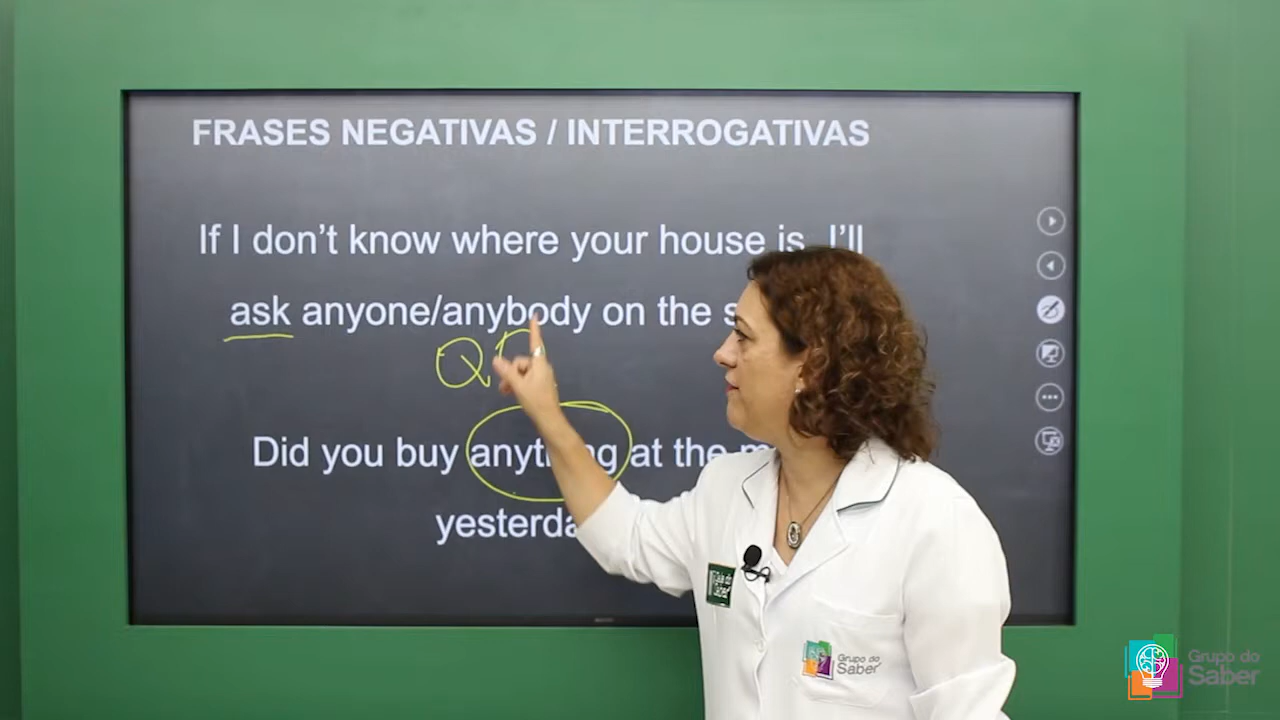 FRASES NEGATIVAS / INTERROGATIVAS
If I don't know where your house is, I'll
ask anyone/anybody on the
Did you buy anything at the
Grupo do
Saber
Grupo do
Saber